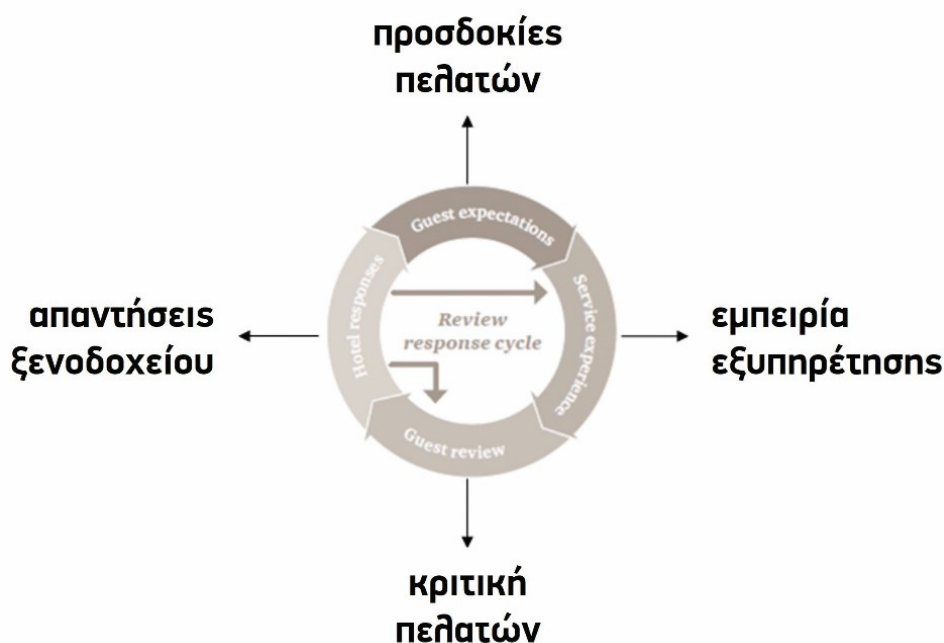 προσδοκίες
πελατών
Guest expectations
απαντήσεις
ξενοδοχείου
Hotel responses
Review
response cycle
Service experience
εμπειρία
εξυπηρέτησης
Guest review
κριτική
πελατών